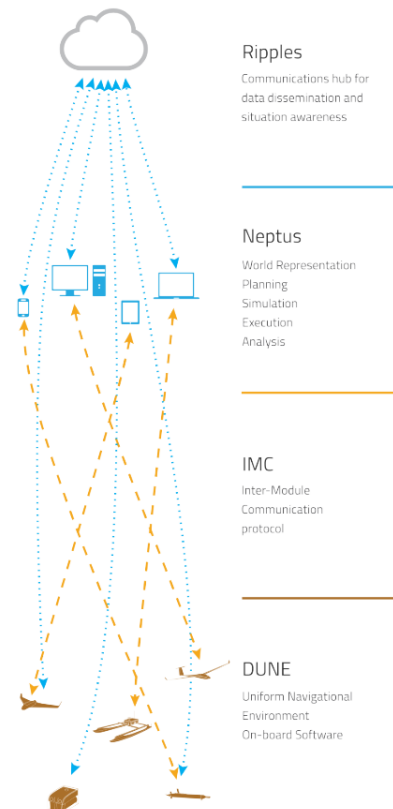 Ripples
Communications hub for
data dissemination and
situation awareness
Neptus
World Representation
Planning
Simulation
Execution
Analysis
IMC
Inter-Module
Communication
protocol
DUNE
Uniform Navigational
Environment
On-board Software